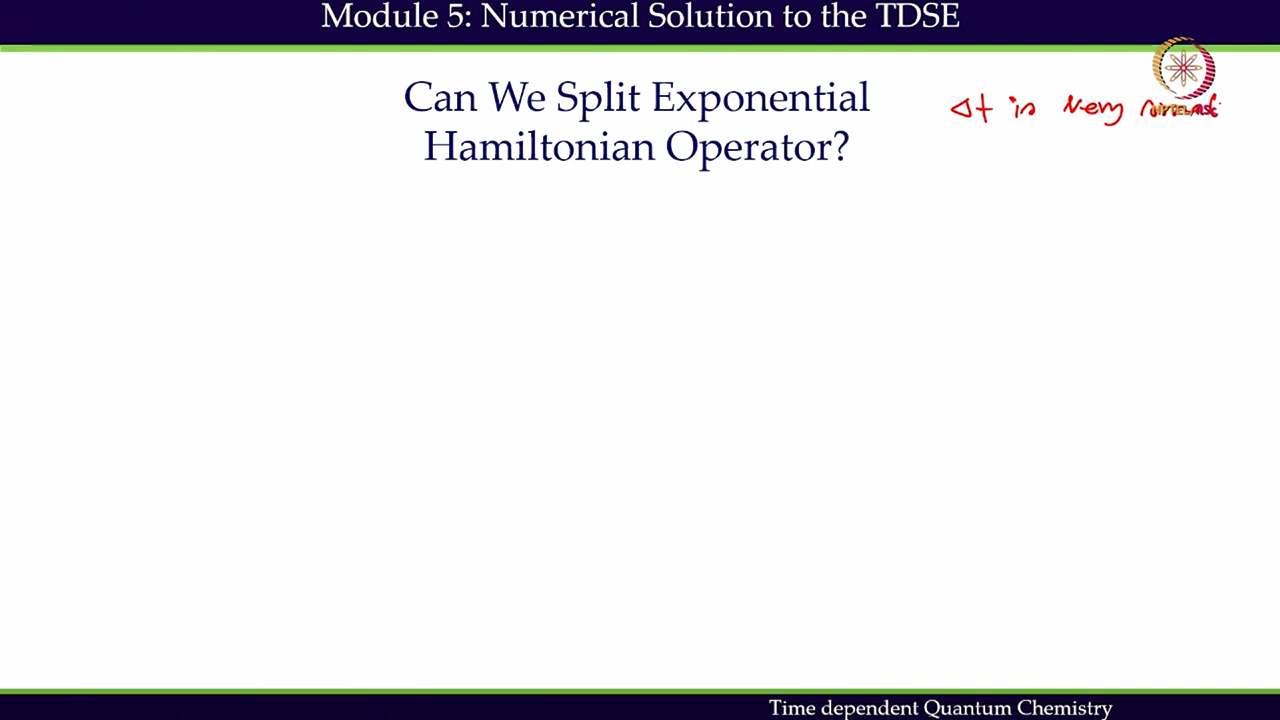 Module 5: Numerical Solution to the TDSE
Can We Split Exponential
Hamiltonian Operator?
Δt is very small
Time dependent Quantum Chemistry